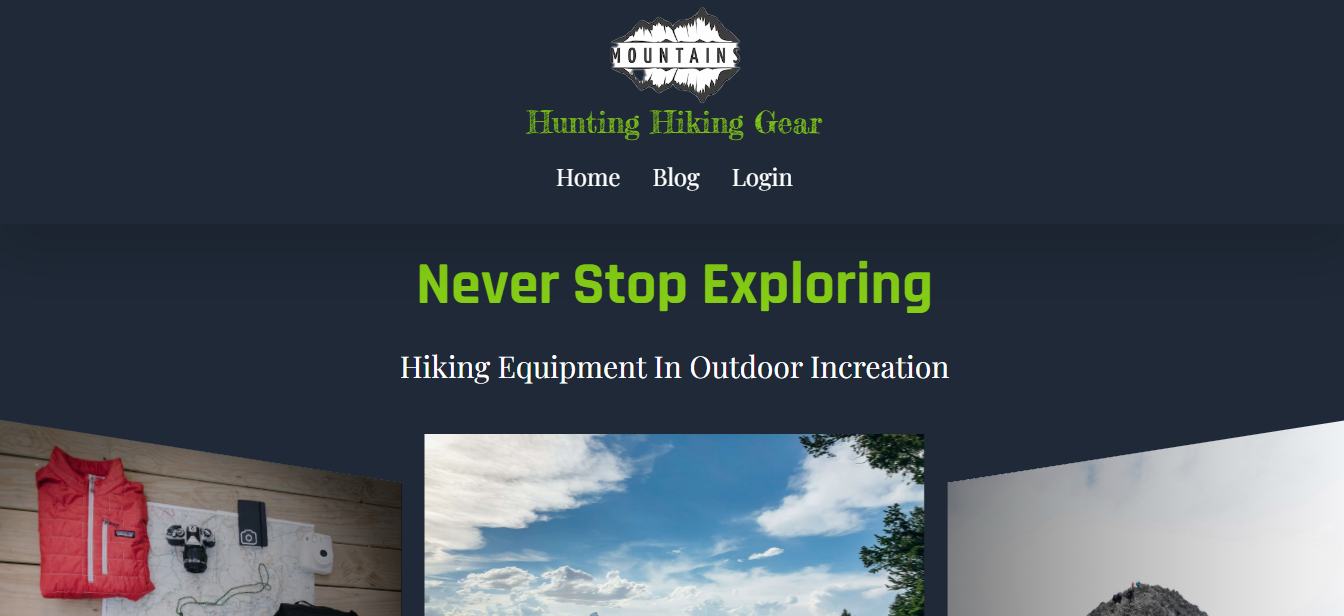 MOUNTAINS
Hunting Hiking Gear
Home Blog Login
Never Stop Exploring
Hiking Equipment In Outdoor Increation